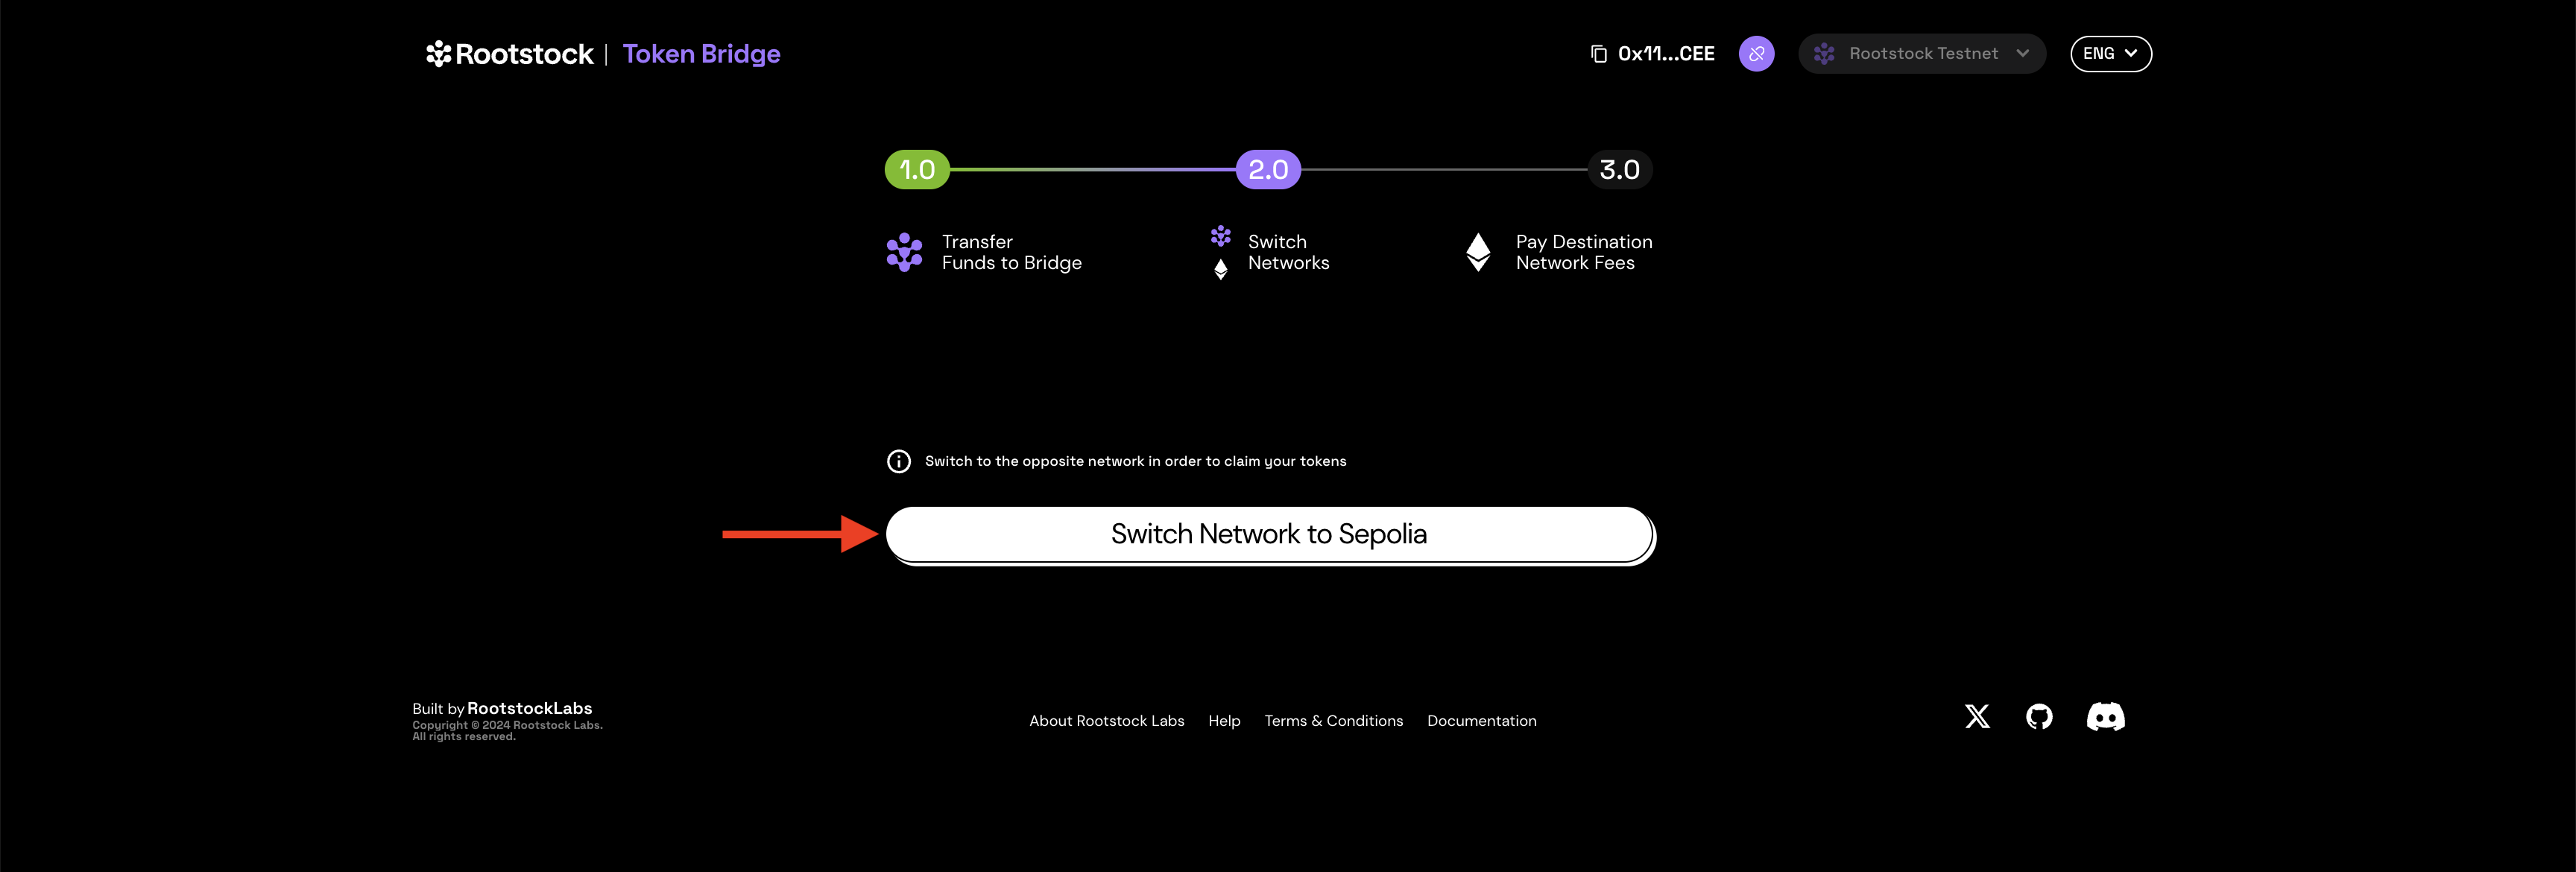 Rootstock | Token Bridge
0x11...CEE
Rootstock Testnet
ENG
1.0
2.0
3.0
Transfer
Funds to Bridge
Switch
Networks
Pay Destination
Network Fees
Switch to the opposite network in order to claim your tokens
Switch Network to Sepolia
Built by RootstockLabs
Copyright © 2024 Rootstock Labs.
All rights reserved.
About Rootstock Labs
Help
Terms & Conditions
Documentation